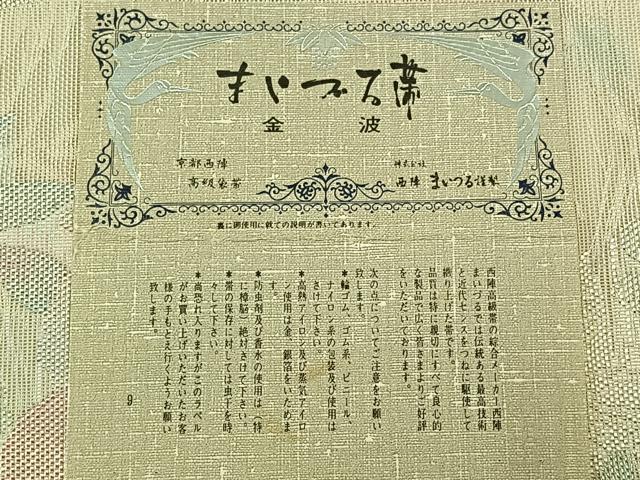 まいづる帯
金波
京都西陣
高級袋帯
株式会社
西陣 まいづる謹製
裏に御使用に就ての説明が書いてあります。
西陣高級帯の綜合メーカー西陣
まいづるでは伝統ある最高技術
と近代センスをつねに駆使して
織り上げた帯です。
品質は特に親切にすべて良心的
な製品で広く皆さまよりご好評
をいただいております。
次の点についてご注意をお願い
致します。
＊輪ゴム、ゴム糸、ビニール、
ナイロン系の包装及び使用は
さけて下さい。
＊高熱アイロン及び蒸気アイロ
ン使用は金、銀箔をいためま
す。
＊防虫剤及び香水の使用は（特
に樟脳）絶対さけて下さい。
＊帯の保存に対しては虫干を時
々して下さい。
＊尚恐れ入りますがこのラベル
がお買い上げいただいたお客
様の手もとえ行くようお願い
致します。
9